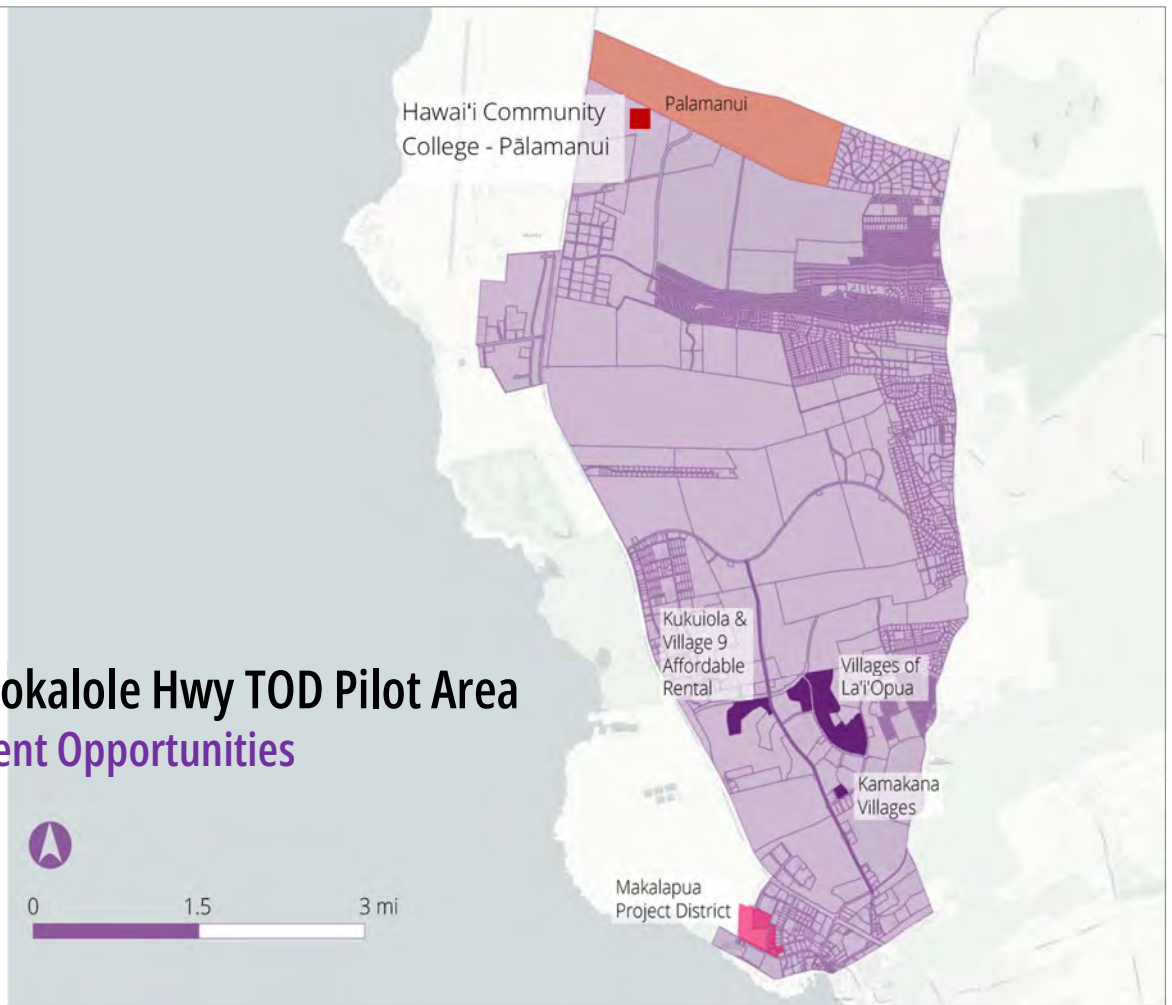 Hawaiʻi Community
College - Pālamanui
Palamanui
Kukuiola &
Village 9
Affordable
Rental
Villages of
La'i'Opua
okalole Hwy TOD Pilot Area
ent Opportunities
Kamakana
Villages
Makalapua
Project District
0 1.5 3 mi